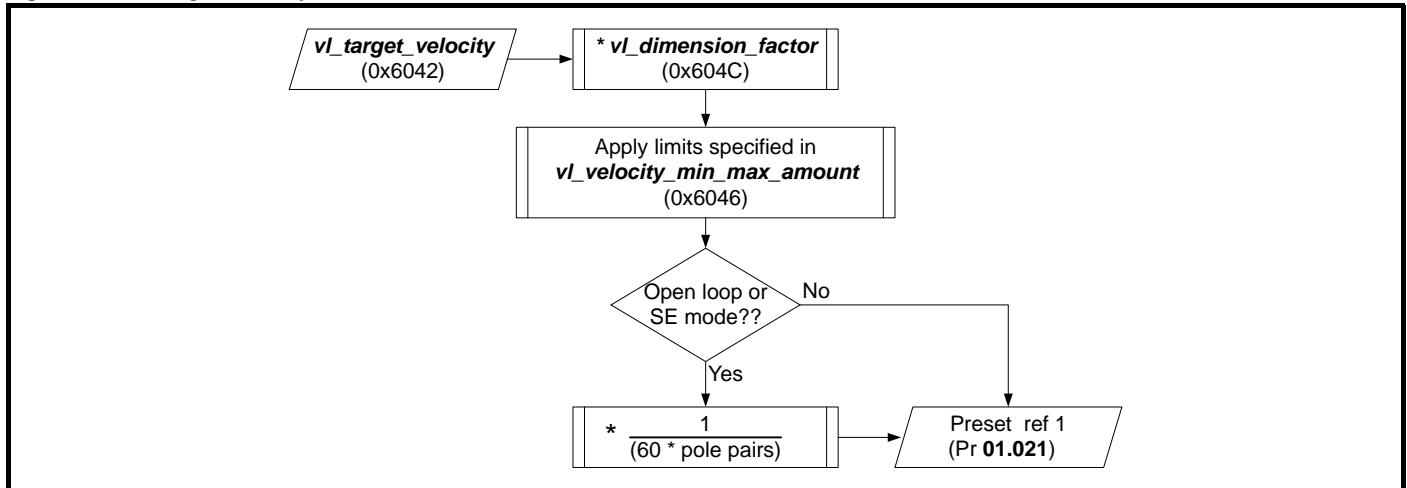 vl_target_velocity
(0x6042)
* vl_dimension_factor
(0x604C)
Apply limits specified in
vl_velocity_min_max_amount
(0x6046)
Open loop or
SE mode??
No
Yes
* 1
(60 * pole pairs)
Preset ref 1
(Pr 01.021)